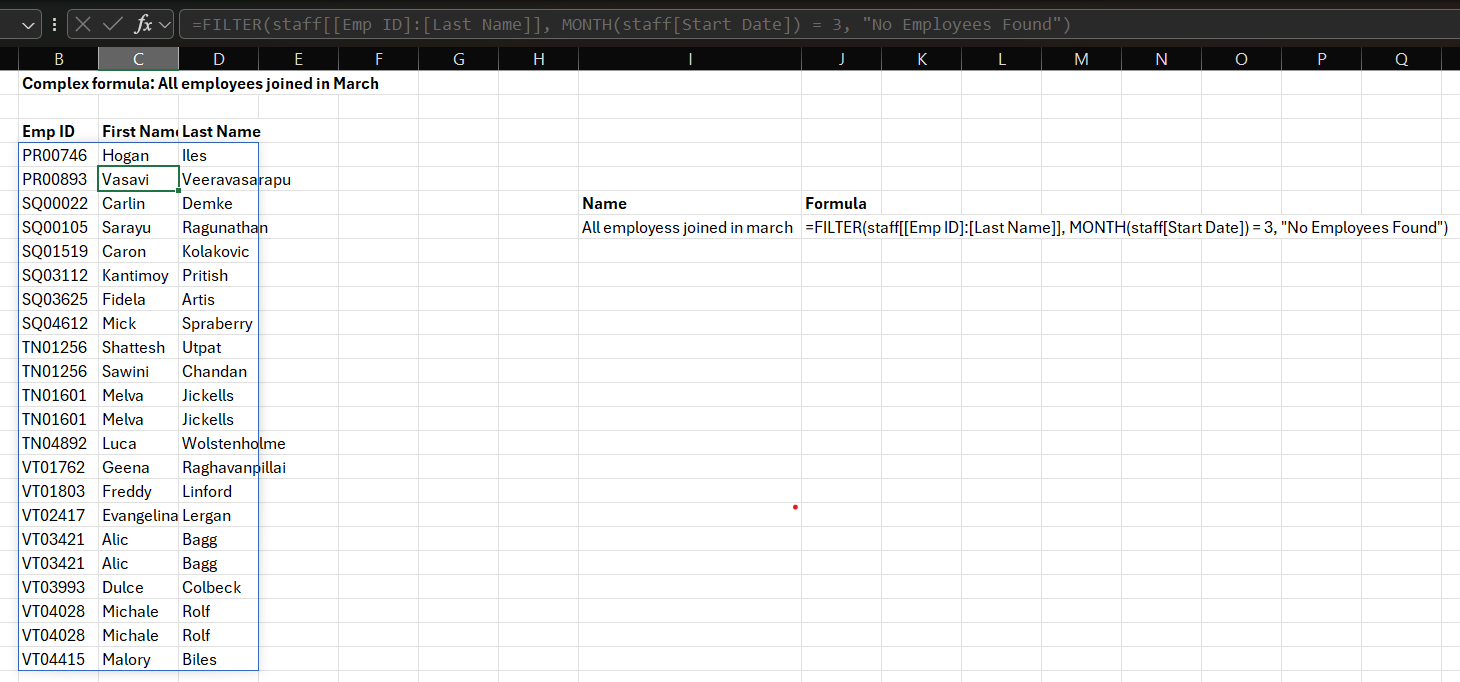 fx =FILTER(staff[[Emp ID]:[Last Name]], MONTH(staff[Start Date]) = 3, "No Employees Found")
B C D E F G H I J K L M N O P Q
Complex formula: All employees joined in March
Emp ID First Name Last Name
PR00746 Hogan Iles
PR00893 Vasavi Veeravasarapu
SQ00022 Carlin Demke Name Formula
SQ00105 Sarayu Ragunathan All employess joined in march =FILTER(staff[[Emp ID]:[Last Name]], MONTH(staff[Start Date]) = 3, "No Employees Found")
SQ01519 Caron Kolakovic
SQ03112 Kantimoy Pritish
SQ03625 Fidela Artis
SQ04612 Mick Spraberry
TN01256 Shattesh Utpat
TN01256 Sawini Chandan
TN01601 Melva Jickells
TN01601 Melva Jickells
TN04892 Luca Wolstenholme
VT01762 Geena Raghavanpillai
VT01803 Freddy Linford
VT02417 Evangelina Lergan
VT03421 Alic Bagg
VT03421 Alic Bagg
VT03993 Dulce Colbeck
VT04028 Michale Rolf
VT04028 Michale Rolf
VT04415 Malory Biles